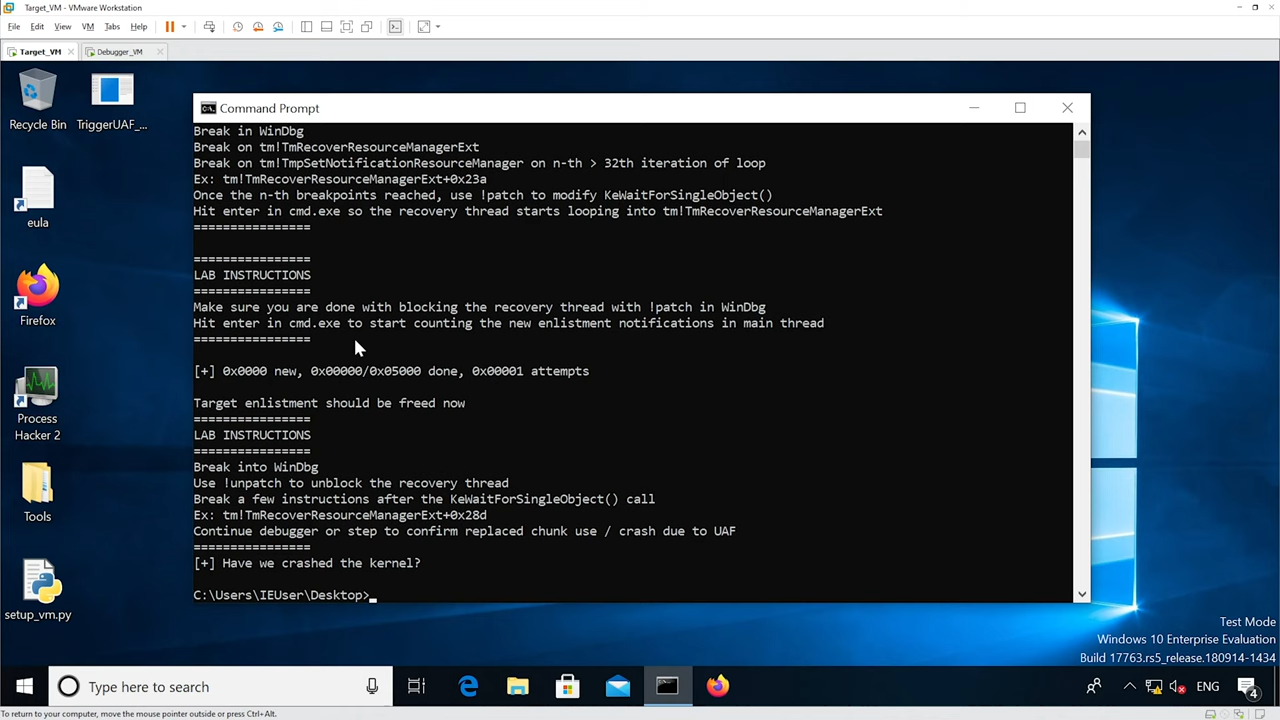 Target_VM - VMware Workstation
File Edit View VM Tabs Help
Target_VM
Debugger_VM
Recycle Bin
TriggerUAF_...
eula
Firefox
Process
Hacker 2
Tools
setup_vm.py
Command Prompt
Break in WinDbg
Break on tm!TmRecoverResourceManagerExt
Break on tm!TmpSetNotificationResourceManager on n-th > 32th iteration of loop
Ex: tm!TmRecoverResourceManagerExt+0x23a
Once the n-th breakpoints reached, use !patch to modify KeWaitForSingleObject()
Hit enter in cmd.exe so the recovery thread starts looping into tm!TmRecoverResourceManagerExt
================
================
LAB INSTRUCTIONS
================
Make sure you are done with blocking the recovery thread with !patch in WinDbg
Hit enter in cmd.exe to start counting the new enlistment notifications in main thread
================
[+] 0x0000 new, 0x00000/0x05000 done, 0x00001 attempts
Target enlistment should be freed now
================
LAB INSTRUCTIONS
================
Break into WinDbg
Use !unpatch to unblock the recovery thread
Break a few instructions after the KeWaitForSingleObject() call
Ex: tm!TmRecoverResourceManagerExt+0x28d
Continue debugger or step to confirm replaced chunk use / crash due to UAF
================
[+] Have we crashed the kernel?
C:\Users\IEUser\Desktop>_
Test Mode
Windows 10 Enterprise Evaluation
Build 17763.rs5_release.180914-1434
Type here to search
ENG
4
To return to your computer, move the mouse pointer outside or press Ctrl+Alt.